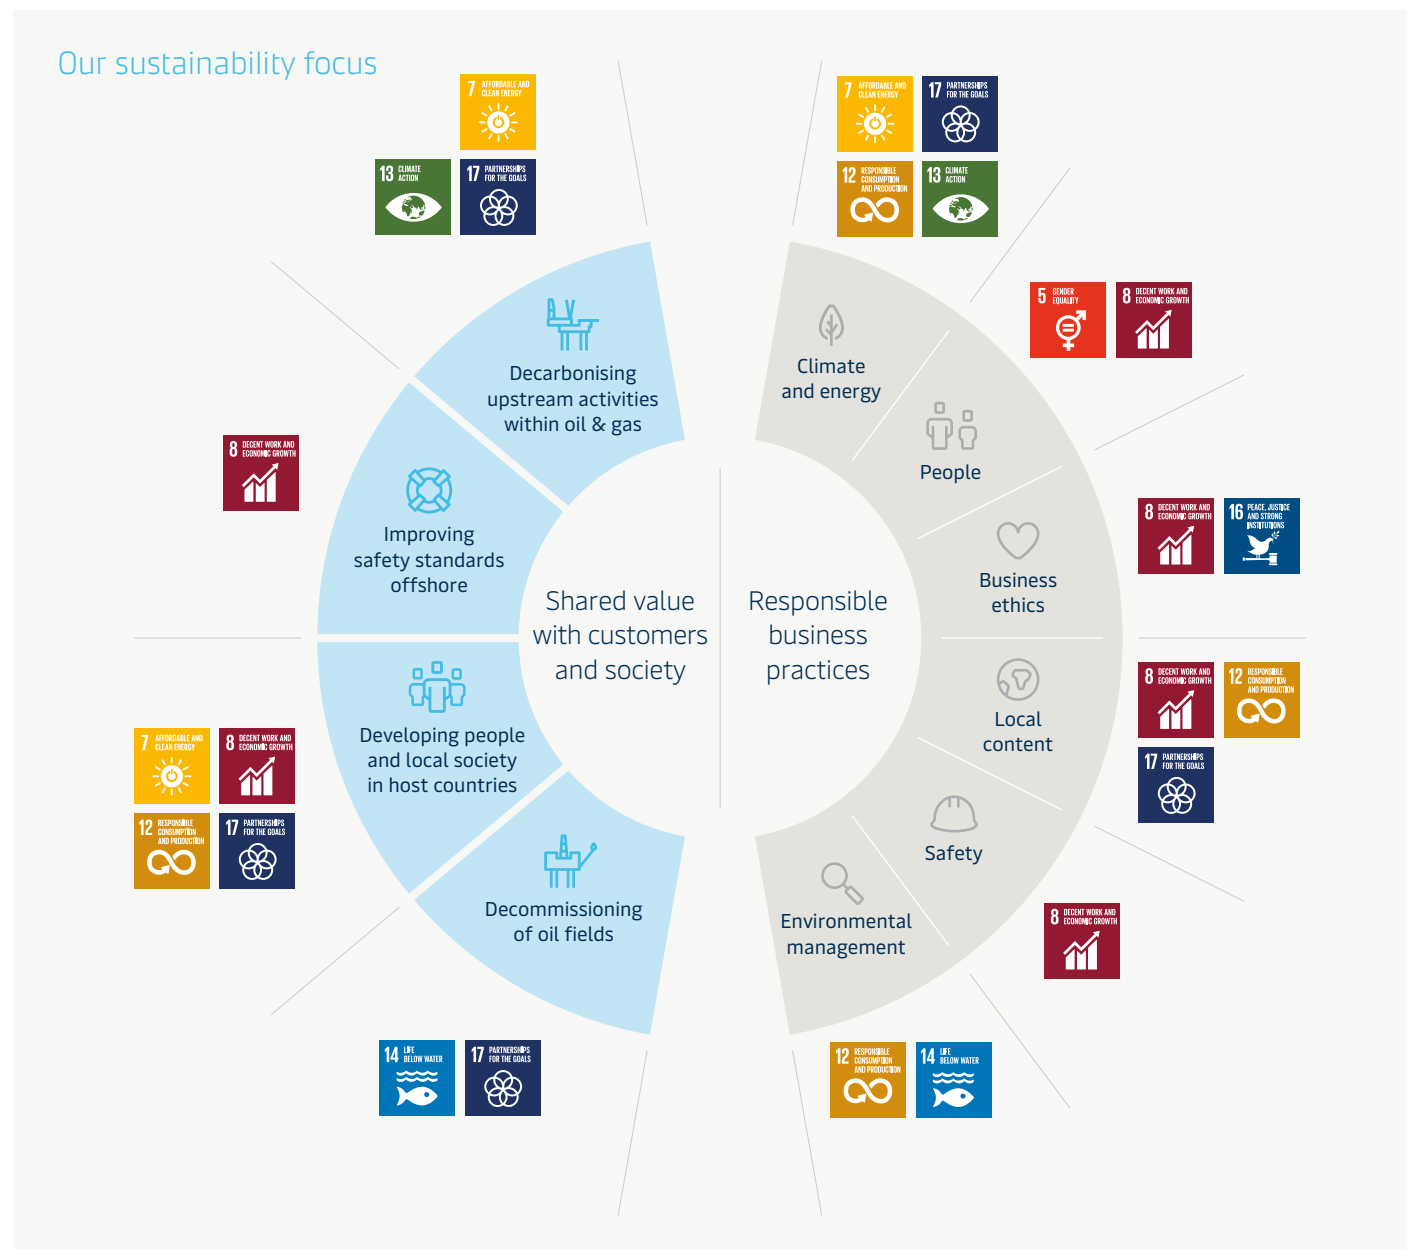 Our sustainability focus
7 AFFORDABLE AND
CLEAN ENERGY
13 CLIMATE
ACTION
17 PARTNERSHIPS
FOR THE GOALS
7 AFFORDABLE AND
CLEAN ENERGY
17 PARTNERSHIPS
FOR THE GOALS
12 RESPONSIBLE
CONSUMPTION
AND PRODUCTION
13 CLIMATE
ACTION
Decarbonising
upstream activities
within oil & gas
Climate
and energy
5 GENDER
EQUALITY
8 DECENT WORK AND
ECONOMIC GROWTH
People
8 DECENT WORK AND
ECONOMIC GROWTH
Improving
safety standards
offshore
Business
ethics
8 DECENT WORK AND
ECONOMIC GROWTH
16 PEACE, JUSTICE
AND STRONG
INSTITUTIONS
Shared value
with customers
and society
Responsible
business
practices
Local
content
8 DECENT WORK AND
ECONOMIC GROWTH
12 RESPONSIBLE
CONSUMPTION
AND PRODUCTION
17 PARTNERSHIPS
FOR THE GOALS
7 AFFORDABLE AND
CLEAN ENERGY
8 DECENT WORK AND
ECONOMIC GROWTH
12 RESPONSIBLE
CONSUMPTION
AND PRODUCTION
17 PARTNERSHIPS
FOR THE GOALS
Developing people
and local society
in host countries
Safety
8 DECENT WORK AND
ECONOMIC GROWTH
Decommissioning
of oil fields
Environmental
management
14 LIFE
BELOW WATER
17 PARTNERSHIPS
FOR THE GOALS
12 RESPONSIBLE
CONSUMPTION
AND PRODUCTION
14 LIFE
BELOW WATER